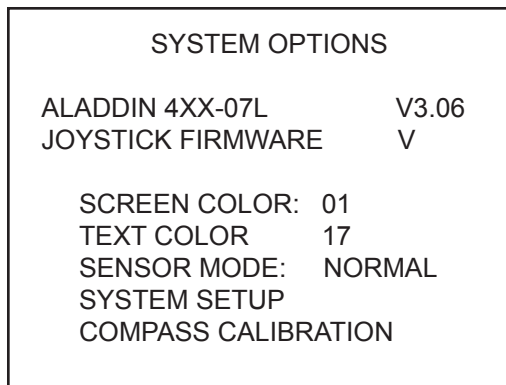 SYSTEM OPTIONS
ALADDIN 4XX-07L V3.06
JOYSTICK FIRMWARE V
SCREEN COLOR: 01
TEXT COLOR 17
SENSOR MODE: NORMAL
SYSTEM SETUP
COMPASS CALIBRATION